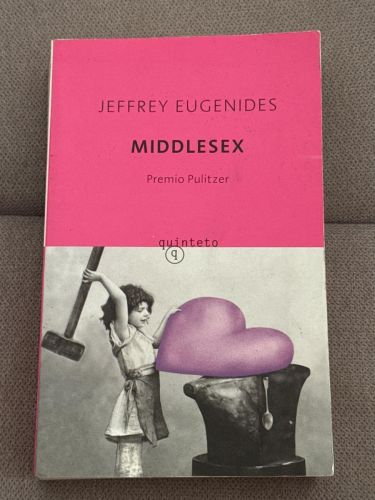 JEFFREY EUGENIDES
MIDDLESEX
Premio Pulitzer
quinteto
q